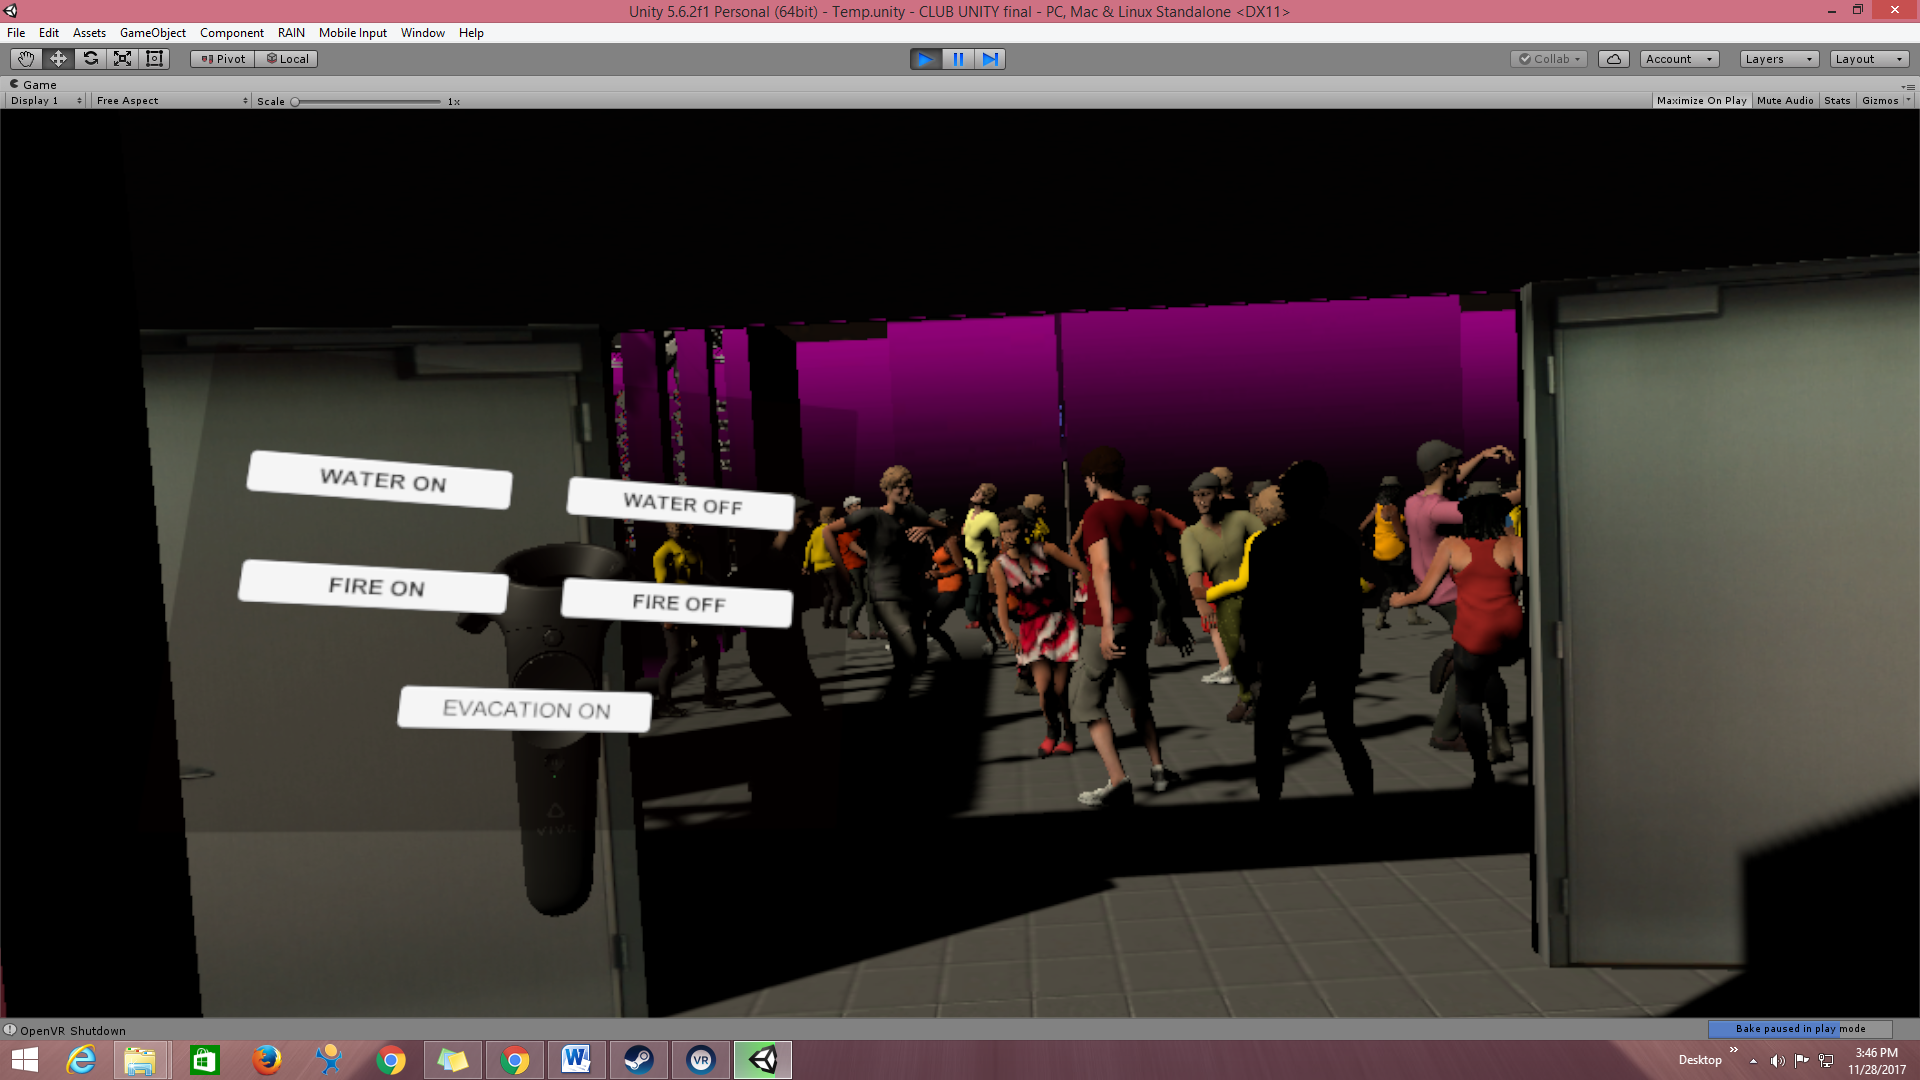 Unity 5.6.2f1 Personal (64bit) - Temp.unity - CLUB UNITY final - PC, Mac & Linux Standalone <DX11>
File Edit Assets GameObject Component RAIN Mobile Input Window Help
Pivot Local Collab Account Layers Layout
Game
Display 1 Free Aspect Scale 1x Maximize On Play Mute Audio Stats Gizmos
WATER ON WATER OFF
FIRE ON FIRE OFF
EVACATION ON
VIVE
OpenVR Shutdown Bake paused in play mode
W VR Desktop 3:46 PM
11/28/2017